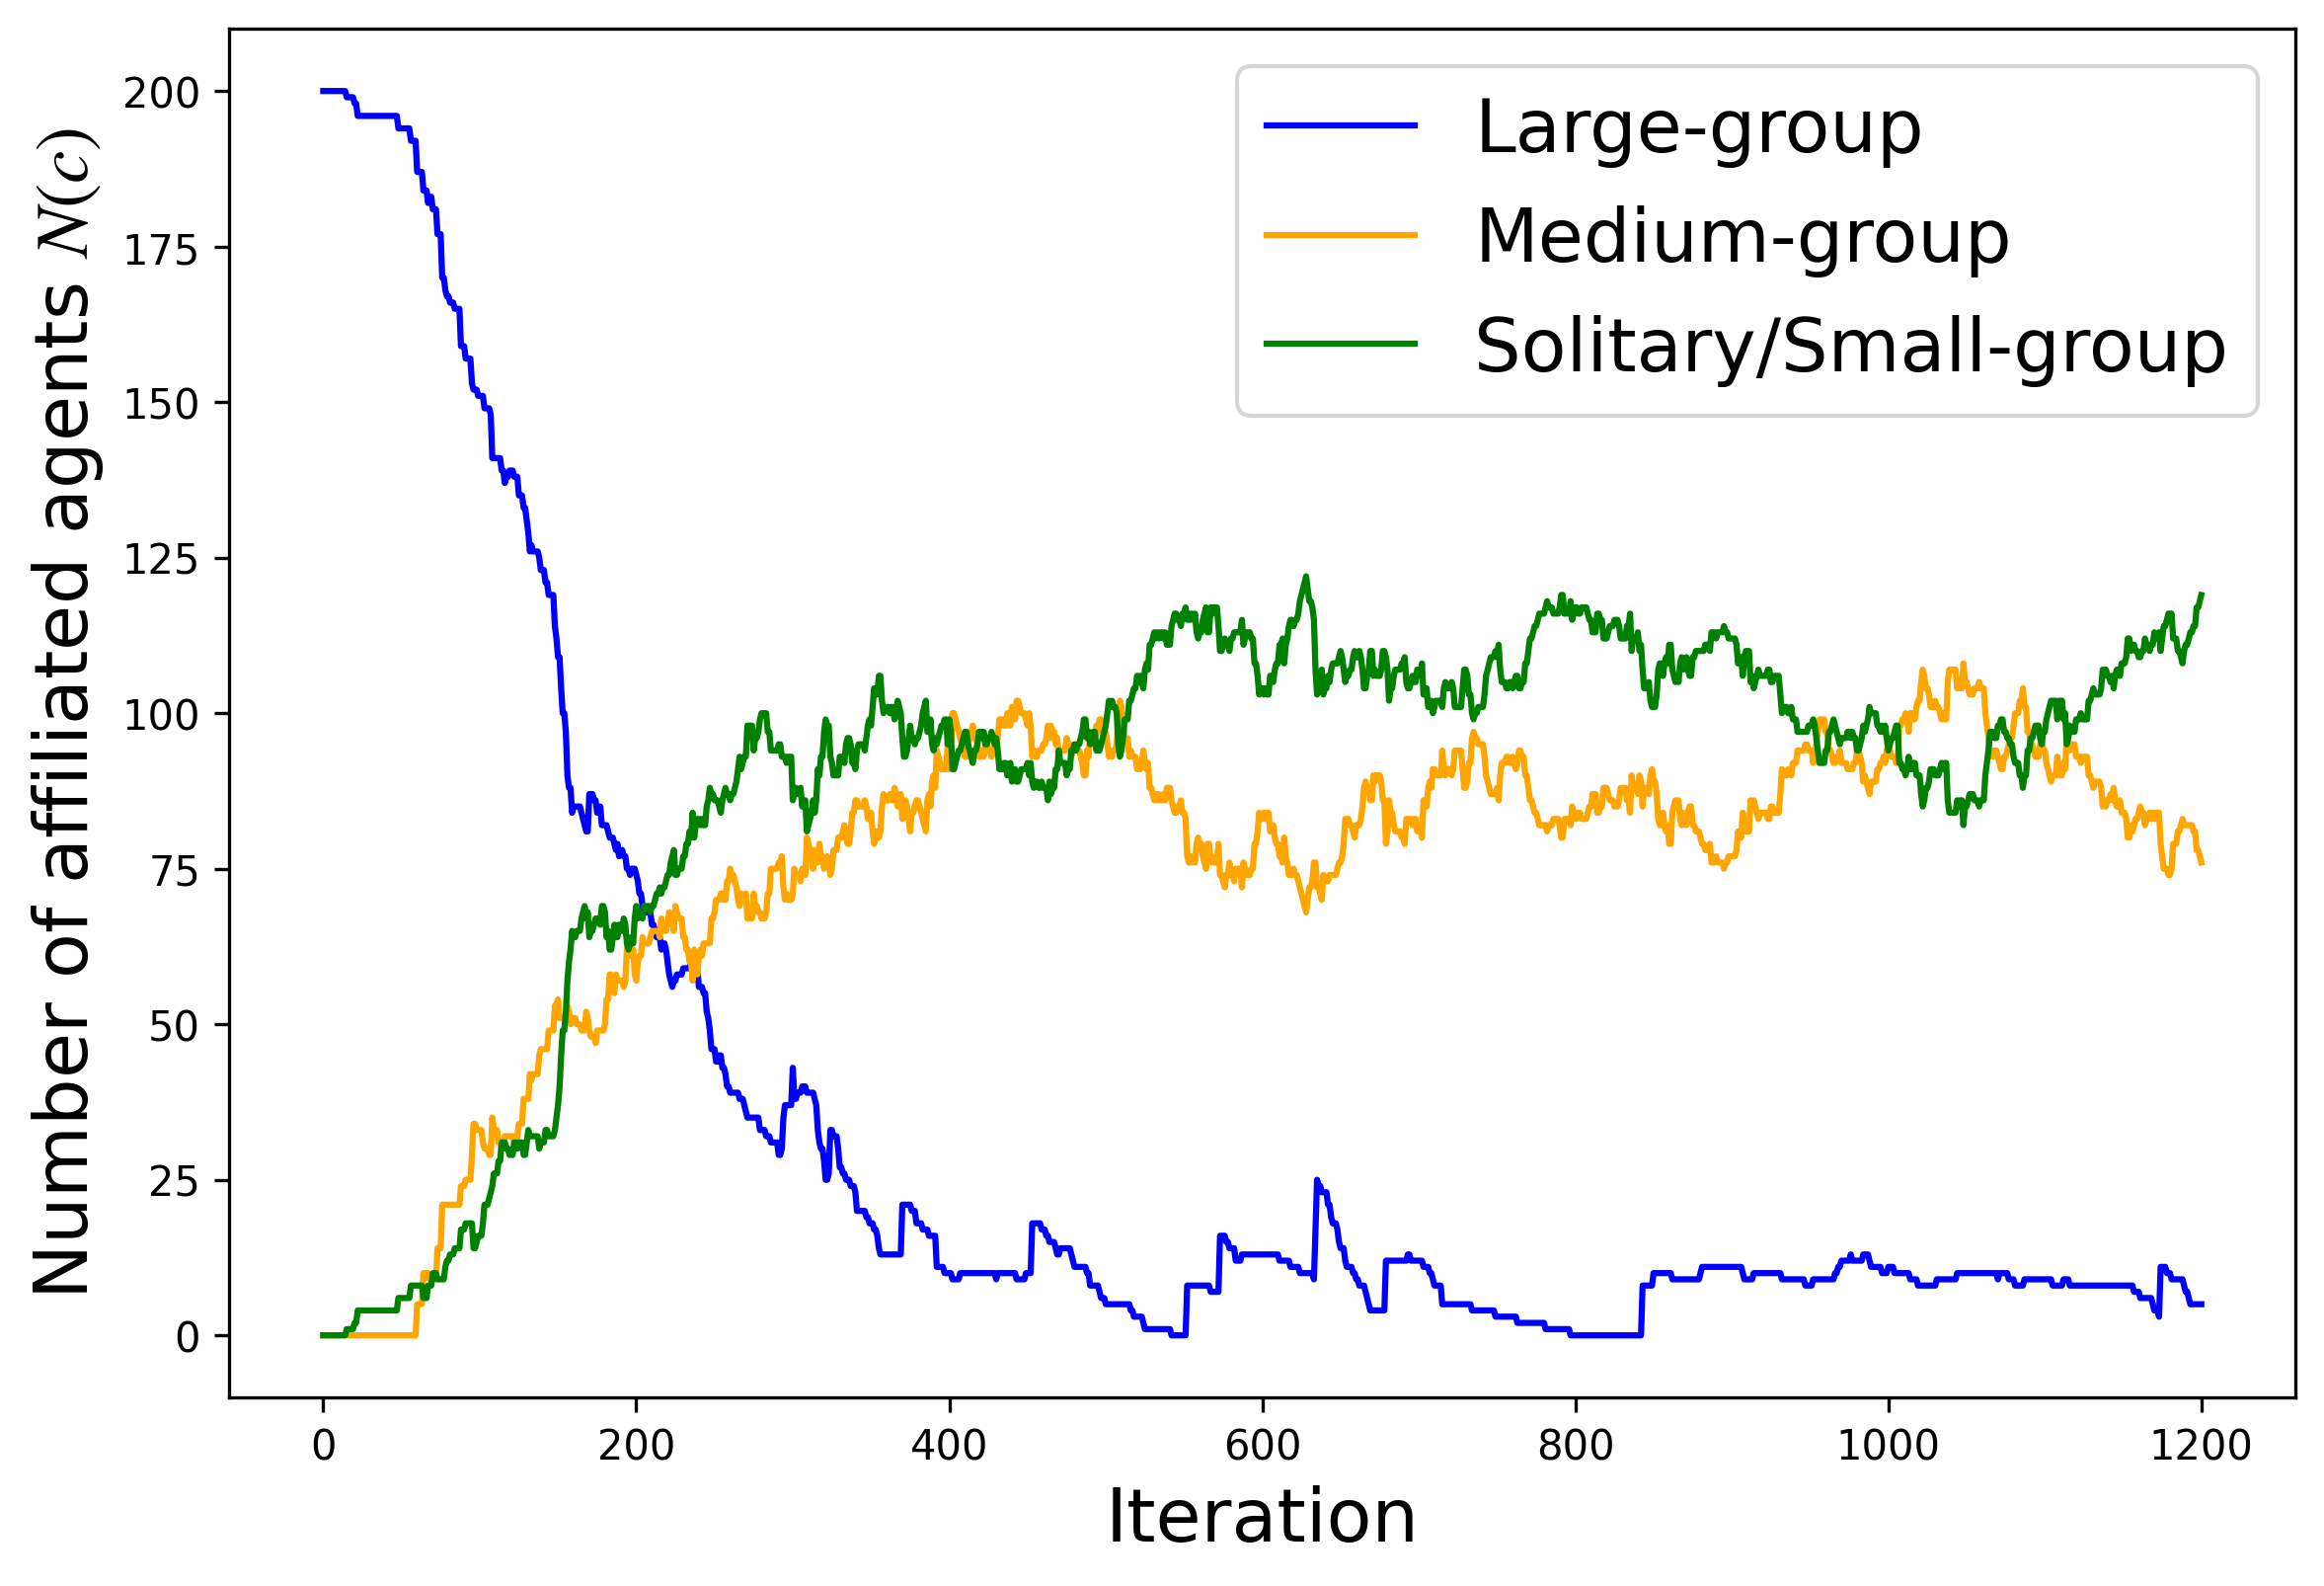 Number of affiliated agents N(c)
200
175
150
125
100
75
50
25
0
Large-group
Medium-group
Solitary/Small-group
0 200 400 600 800 1000 1200
Iteration